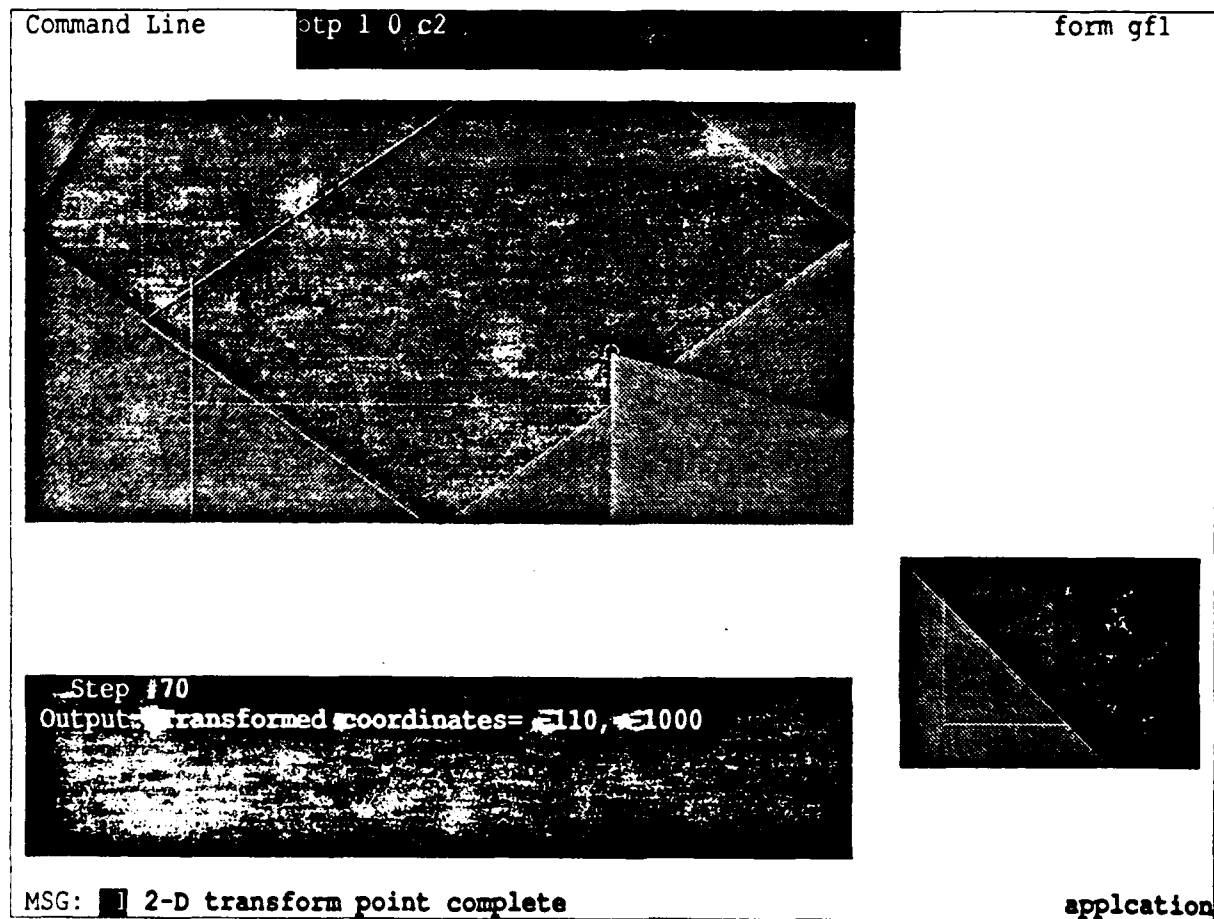 Command Line otp 1 0 c2 form gf1
Step #70
Output: transformed coordinates= 110, 1000
MSG: 2-D transform point complete applcation